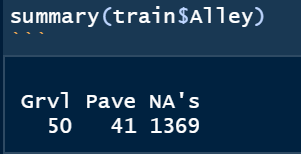 summary(train$Alley)
```
Grvl Pave NA's
50 41 1369